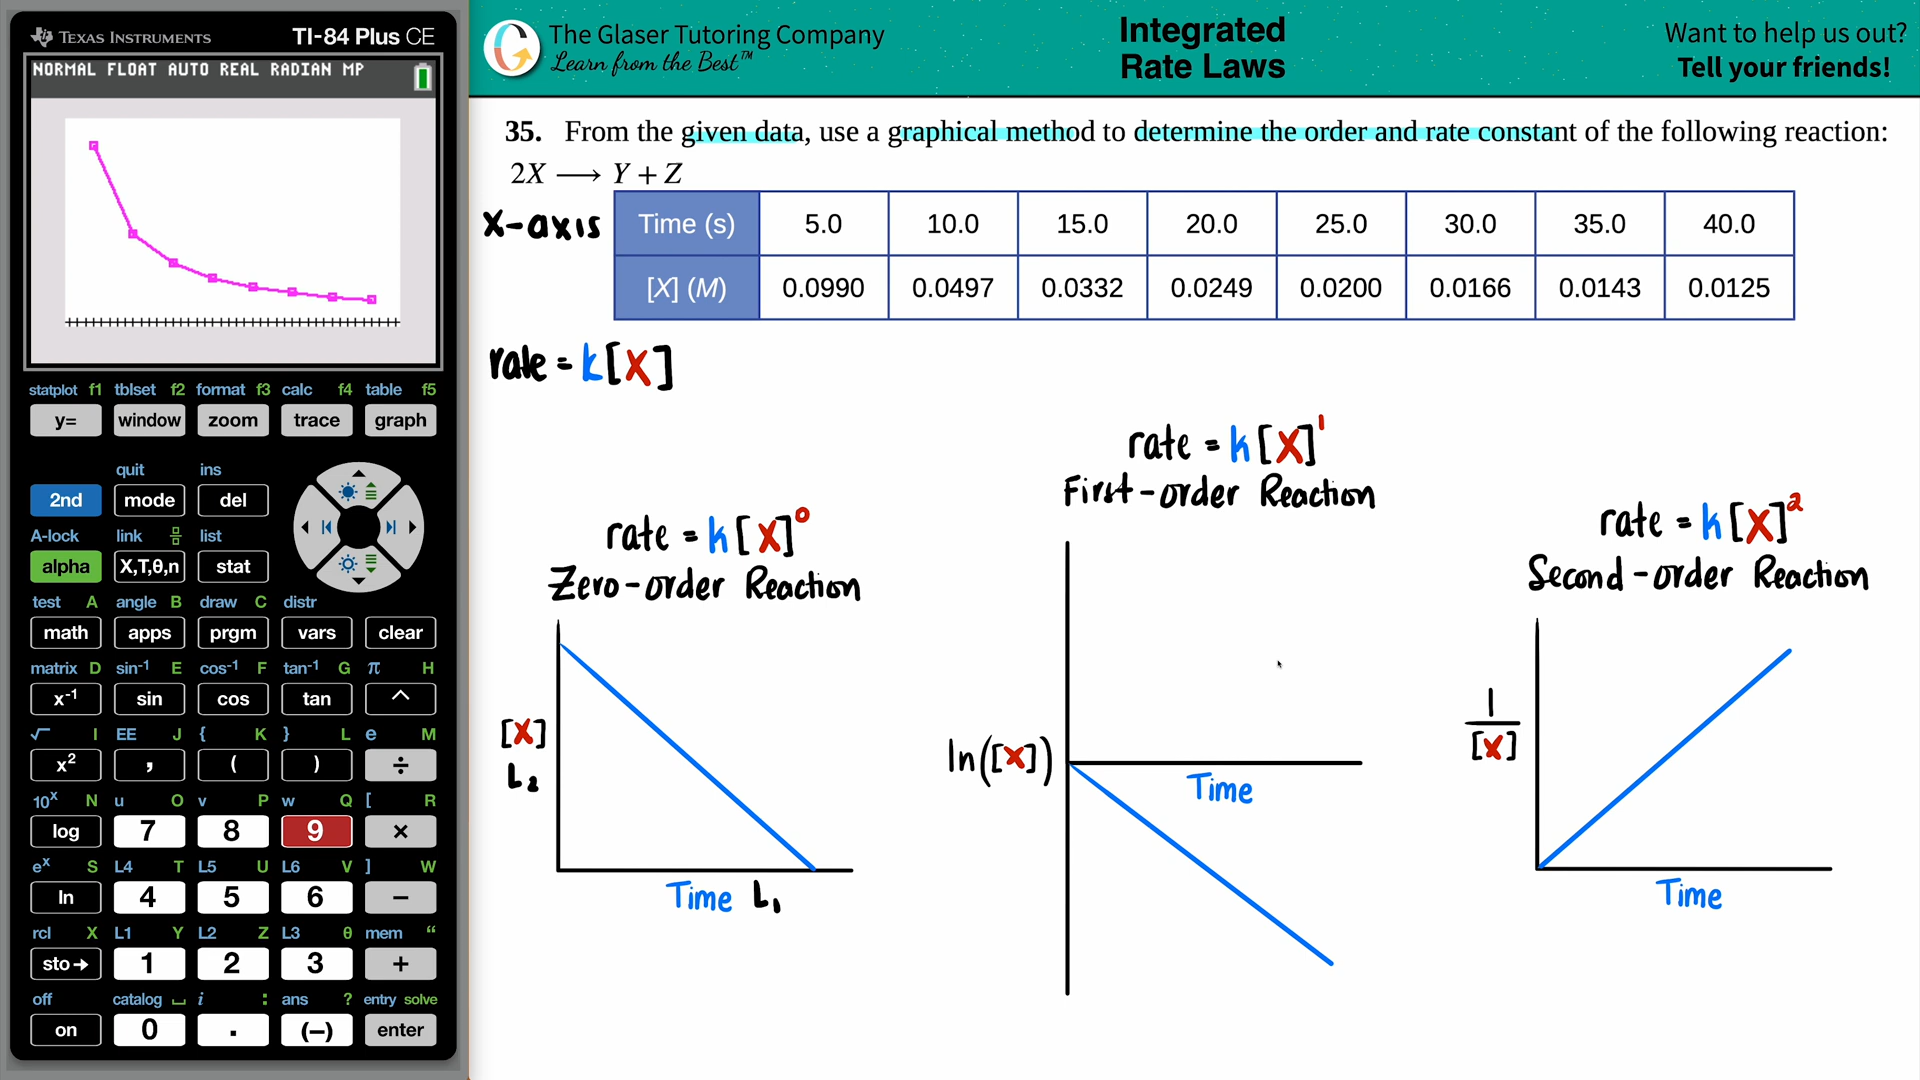 TEXAS INSTRUMENTS TI-84 Plus CE
NORMAL FLOAT AUTO REAL RADIAN MP
statplot f1 tblset f2 format f3 calc f4 table f5
y= window zoom trace graph
quit ins
2nd mode del
A-lock link list
alpha X,T,θ,n stat
test A angle B draw C distr
math apps prgm vars clear
matrix D sin⁻¹ E cos⁻¹ F tan⁻¹ G π H
x⁻¹ sin cos tan ^
√ I EE J { K } L e M
x² , ( ) ÷
10ˣ N u O v P w Q [ R
log 7 8 9 ×
eˣ S L4 T L5 U L6 V ] W
ln 4 5 6 −
rcl X L1 Y L2 Z L3 θ mem “
sto→ 1 2 3 +
off catalog ⎵ i : ans ? entry solve
on 0 . (−) enter
The Glaser Tutoring Company
Learn from the Best™
Integrated
Rate Laws
Want to help us out?
Tell your friends!
35. From the given data, use a graphical method to determine the order and rate constant of the following reaction:
2X ⟶ Y + Z
x-axis
Time (s) 5.0 10.0 15.0 20.0 25.0 30.0 35.0 40.0
[X] (M) 0.0990 0.0497 0.0332 0.0249 0.0200 0.0166 0.0143 0.0125
rate = k[X]
rate = k[X]⁰
Zero-order Reaction
[X]
L₂
Time L₁
rate = k[X]¹
First-order Reaction
ln([X])
Time
rate = k[X]²
Second-order Reaction
1
[X]
Time